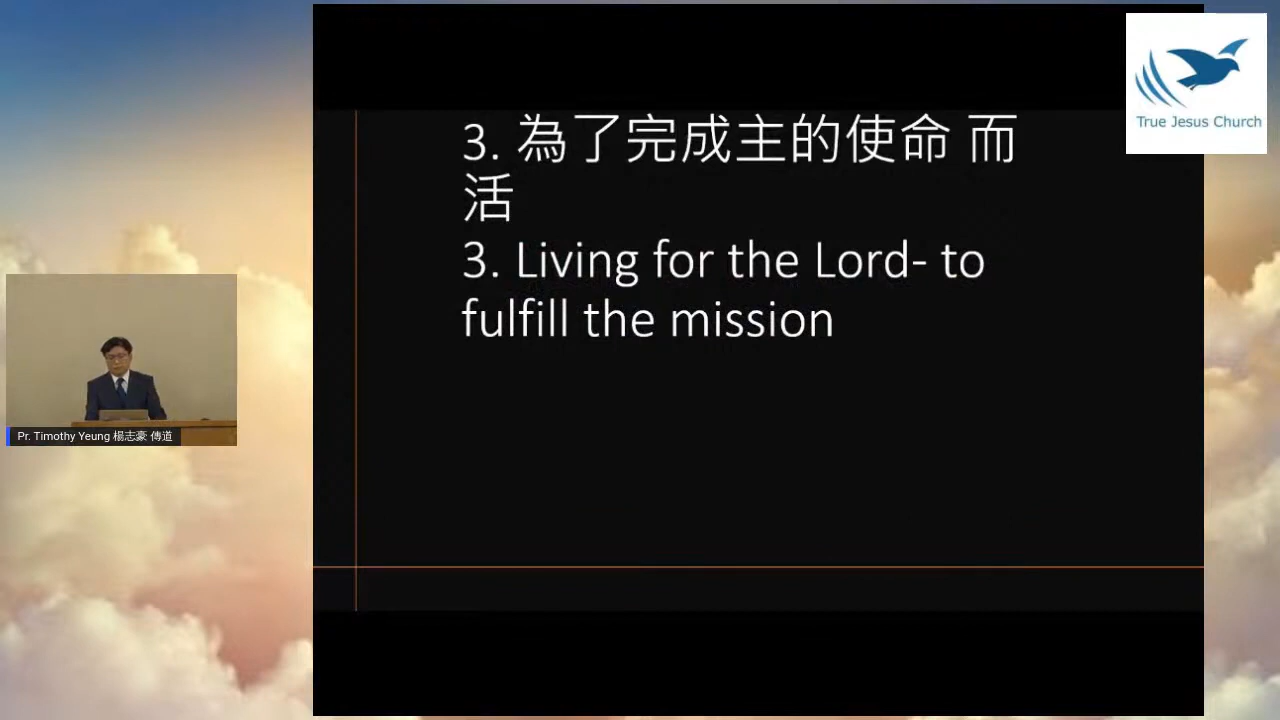 3. 為了完成主的使命 而
活
3. Living for the Lord- to
fulfill the mission
True Jesus Church
Pr. Timothy Yeung 楊志豪 傳道